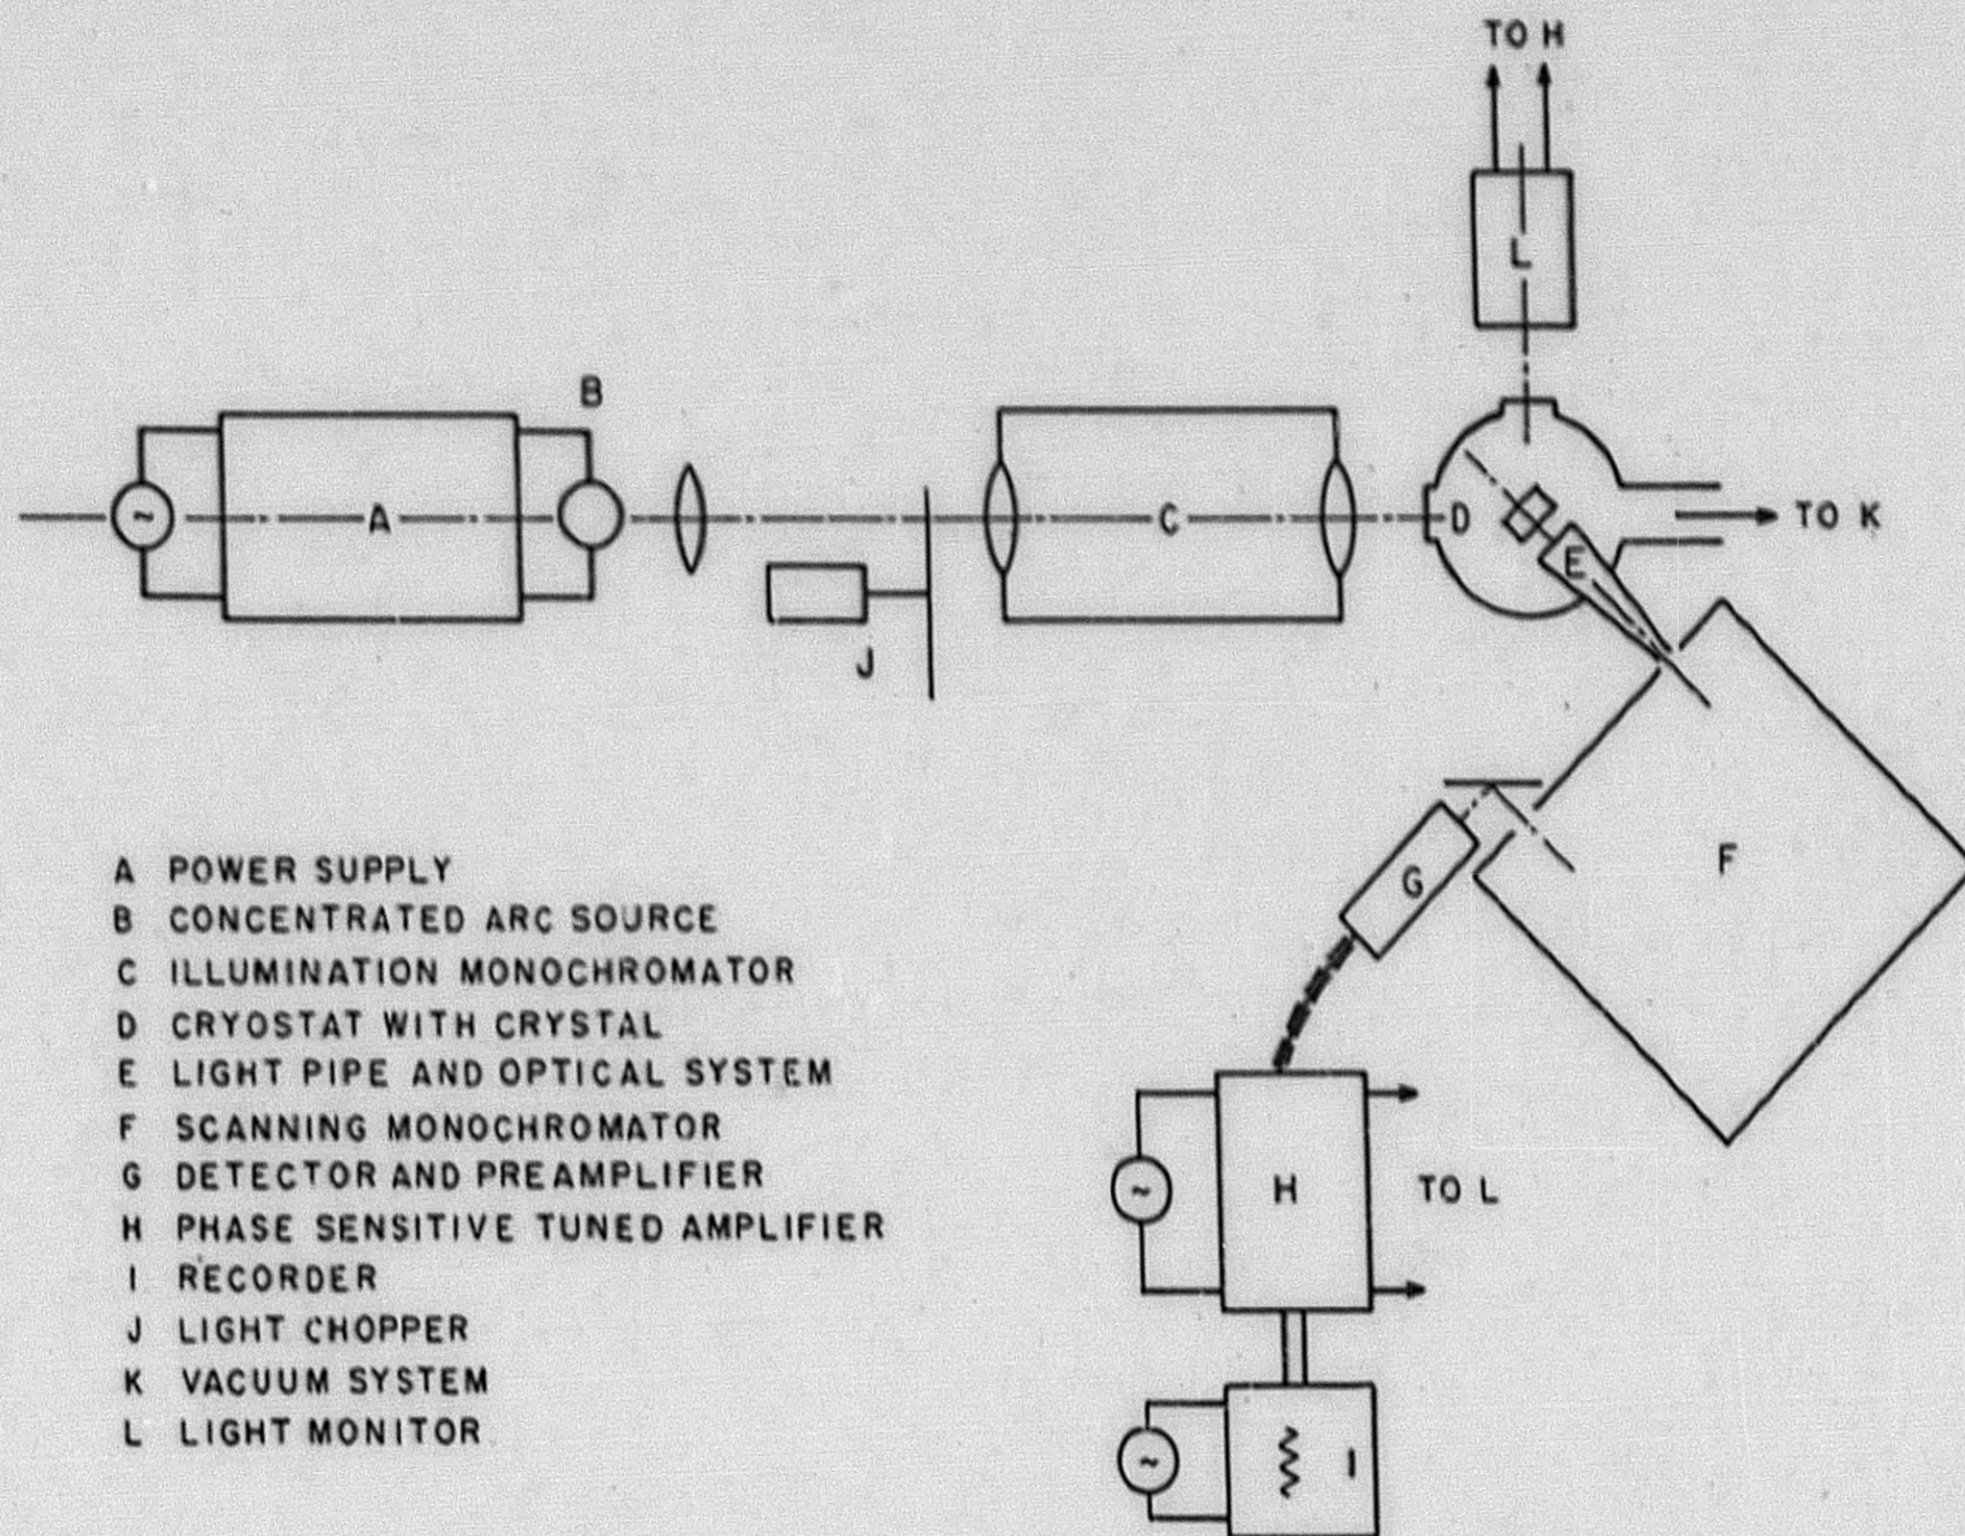 TO H
L
B
A
C
D
TO K
E
J
F
G
H
TO L
I
A POWER SUPPLY
B CONCENTRATED ARC SOURCE
C ILLUMINATION MONOCHROMATOR
D CRYOSTAT WITH CRYSTAL
E LIGHT PIPE AND OPTICAL SYSTEM
F SCANNING MONOCHROMATOR
G DETECTOR AND PREAMPLIFIER
H PHASE SENSITIVE TUNED AMPLIFIER
I RECORDER
J LIGHT CHOPPER
K VACUUM SYSTEM
L LIGHT MONITOR